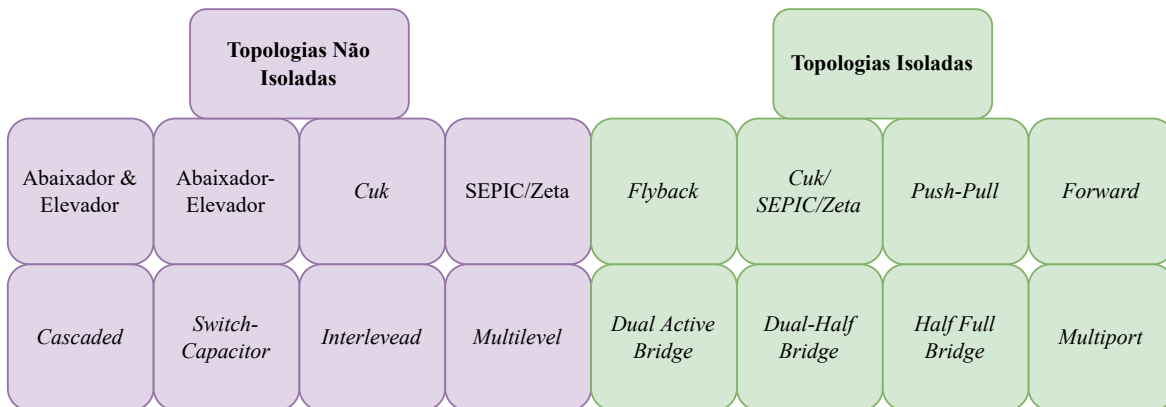 Topologias Não
Isoladas
Topologias Isoladas
Abaixador &
Elevador
Abaixador-
Elevador
Cuk
SEPIC/Zeta
Flyback
Cuk/
SEPIC/Zeta
Push-Pull
Forward
Cascaded
Switch-
Capacitor
Interlevead
Multilevel
Dual Active
Bridge
Dual-Half
Bridge
Half Full
Bridge
Multiport